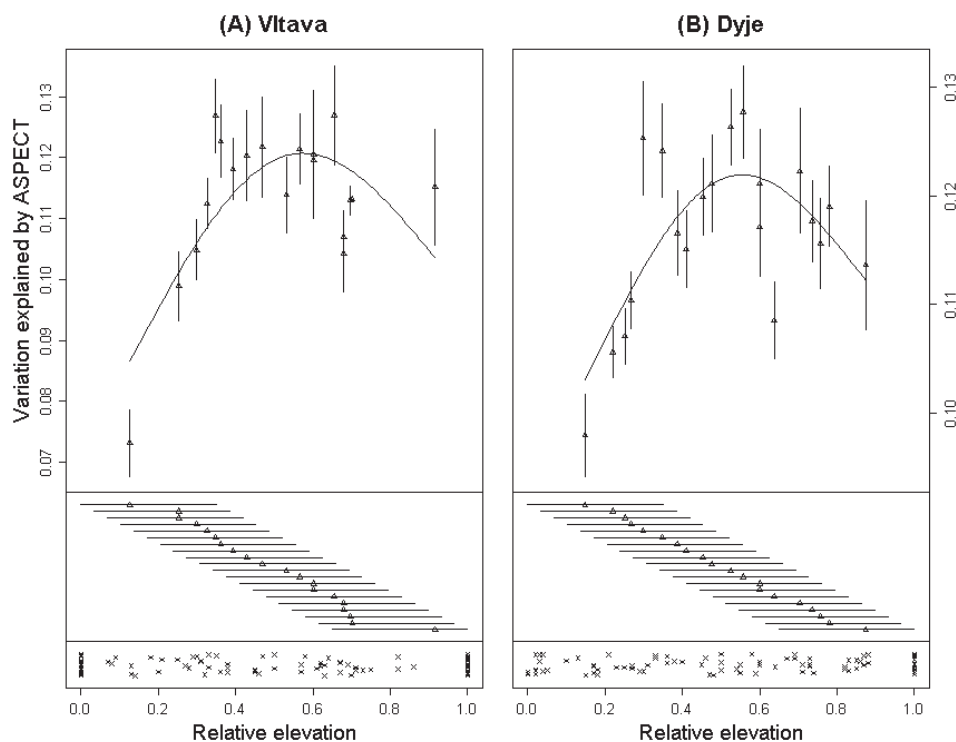 (A) Vltava
(B) Dyje
Variation explained by ASPECT
0.13
0.12
0.11
0.10
0.09
0.08
0.07
0.13
0.12
0.11
0.10
0.0 0.2 0.4 0.6 0.8 1.0
0.0 0.2 0.4 0.6 0.8 1.0
Relative elevation
Relative elevation